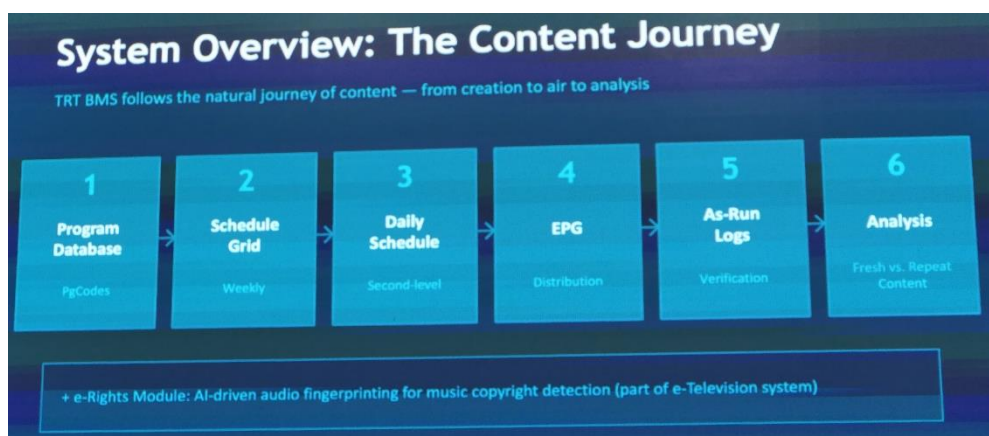 System Overview: The Content Journey
TRT BMS follows the natural journey of content — from creation to air to analysis
1
Program
Database
PgCodes
2
Schedule
Grid
Weekly
3
Daily
Schedule
Second-level
4
EPG
Distribution
5
As-Run
Logs
Verification
6
Analysis
Fresh vs. Repeat
Content
+ e-Rights Module: AI-driven audio fingerprinting for music copyright detection (part of e-Television system)